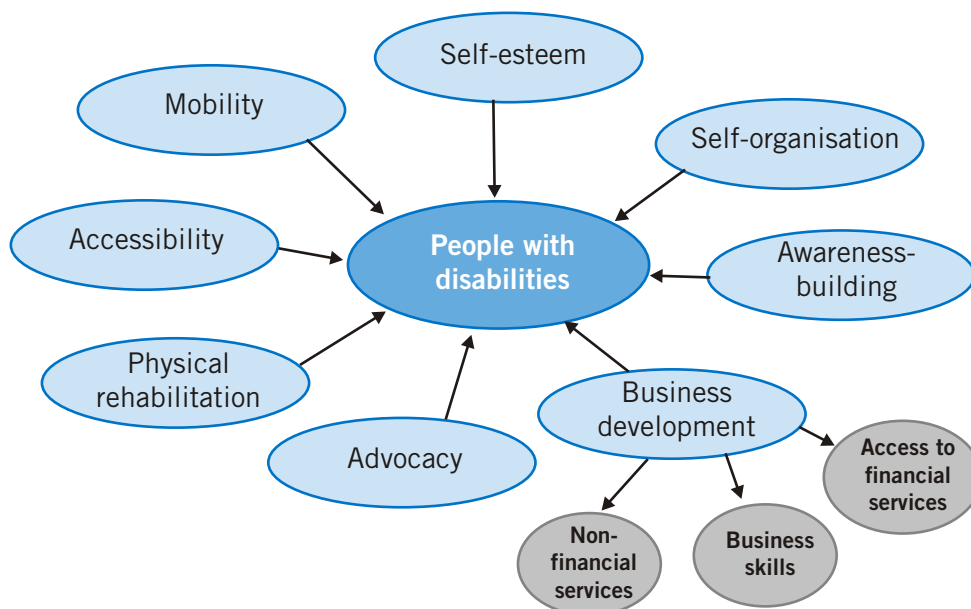 Self-esteem
Mobility
Self-organisation
Accessibility
People with
disabilities
Awareness-
building
Physical
rehabilitation
Business
development
Advocacy
Access to
financial
services
Non-
financial
services
Business
skills